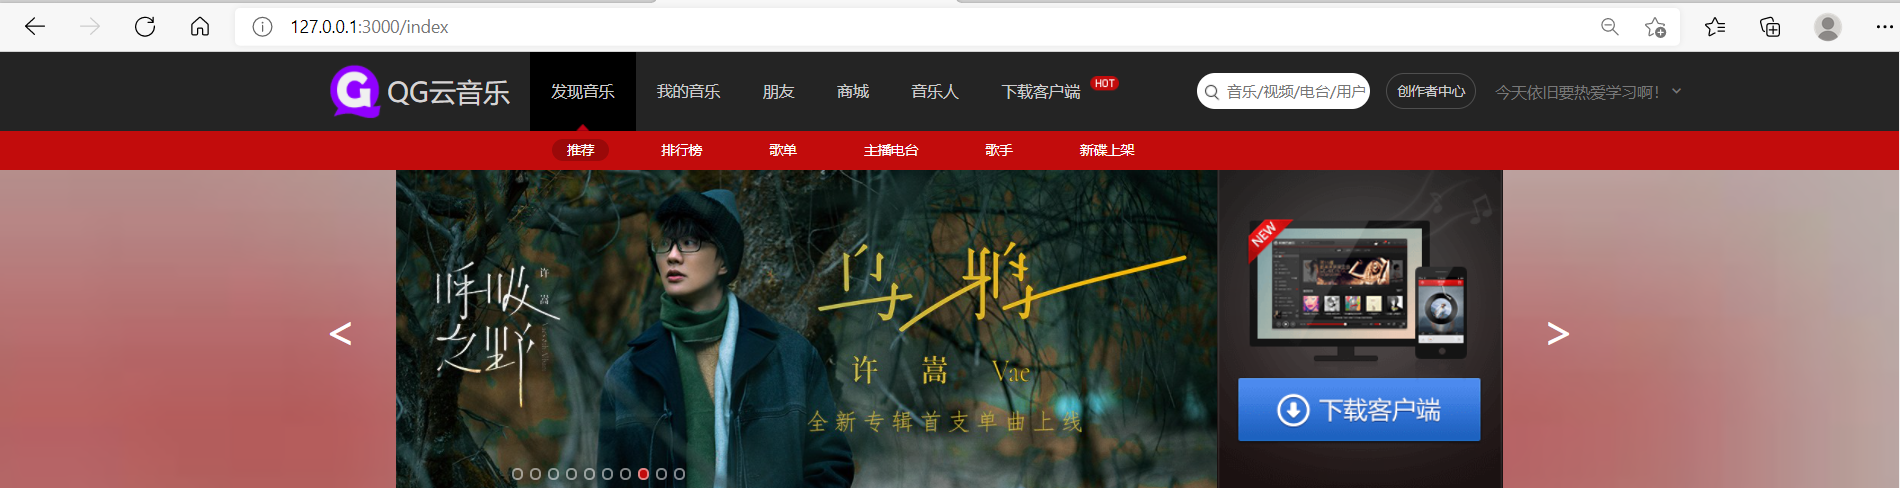 127.0.0.1:3000/index
QG云音乐
发现音乐
我的音乐
朋友
商城
音乐人
下载客户端
HOT
音乐/视频/电台/用户
创作者中心
今天依旧要热爱学习啊！
推荐
排行榜
歌单
主播电台
歌手
新碟上架
<
呼吸
之野
许嵩
乌鸦
许嵩 Vae
全新专辑首支单曲上线
NEW
下载客户端
>